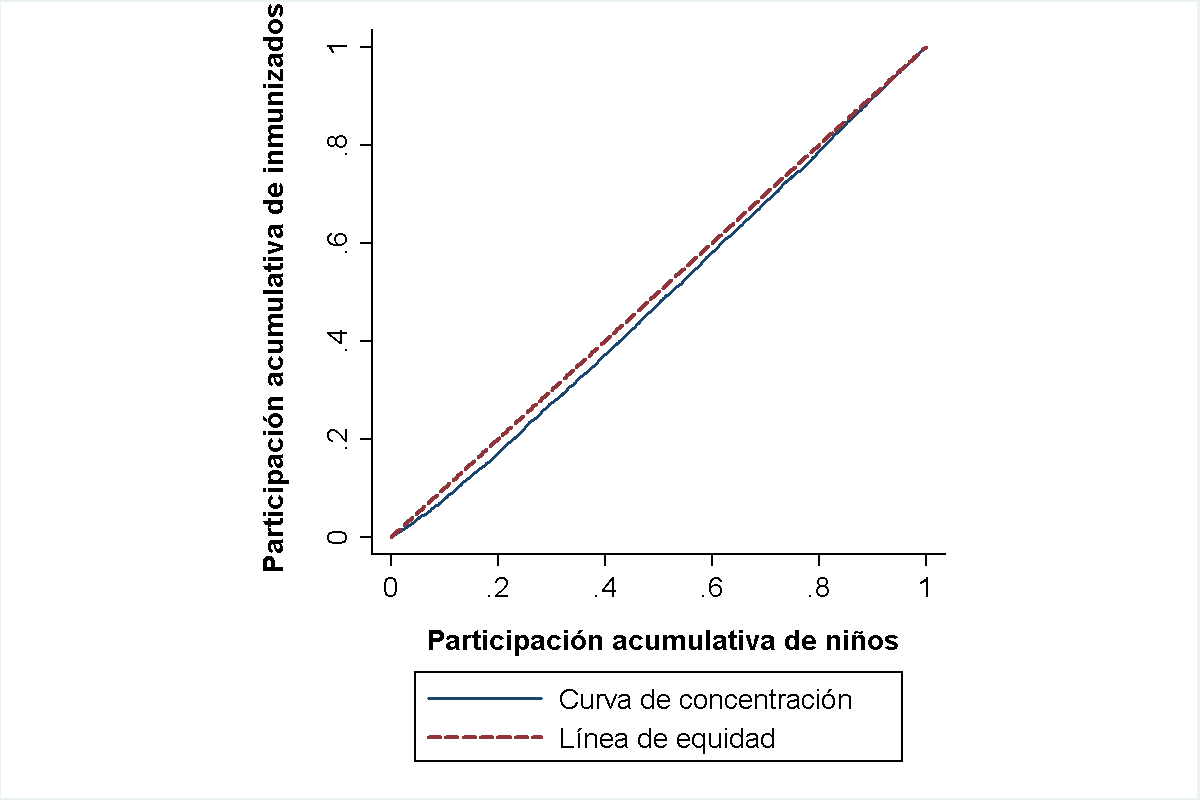 Participación acumulativa de inmunizados
1
.8
.6
.4
.2
0
0 .2 .4 .6 .8 1
Participación acumulativa de niños
Curva de concentración
Línea de equidad